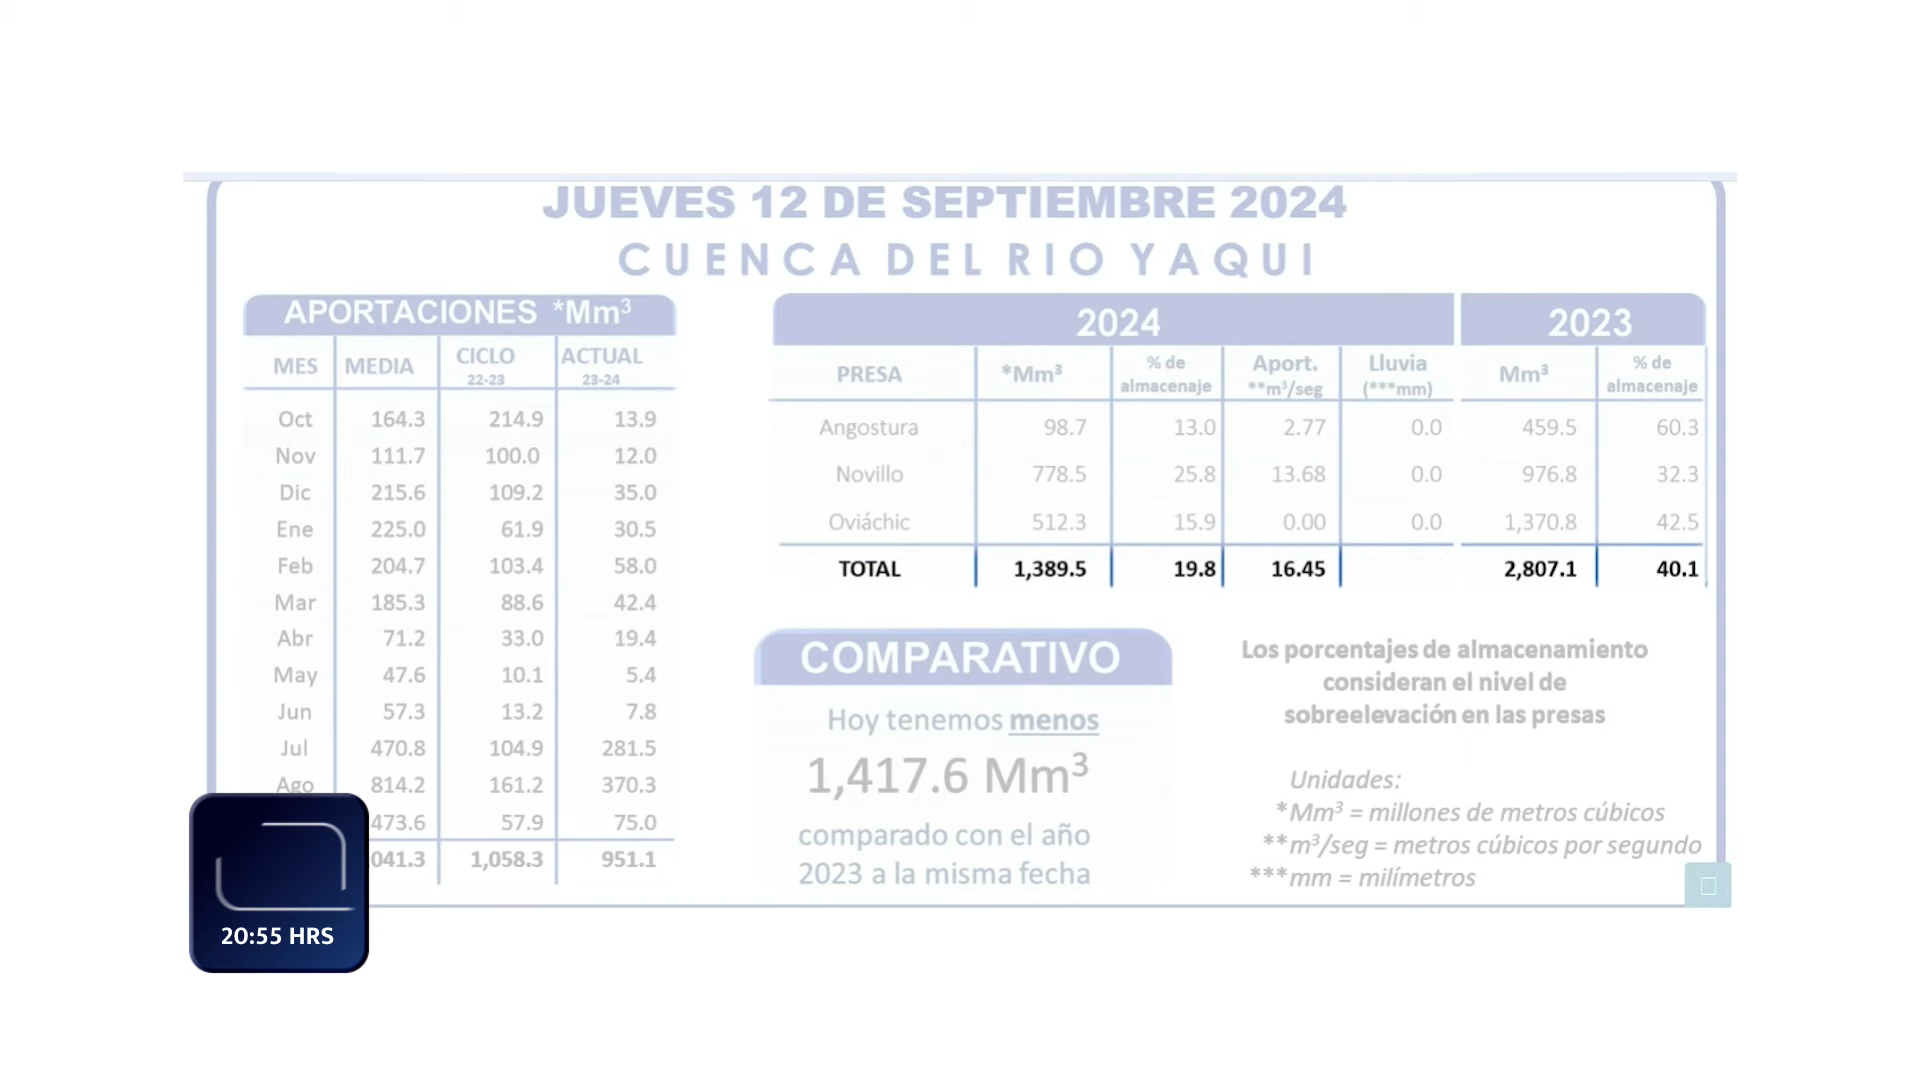 JUEVES 12 DE SEPTIEMBRE 2024
CUENCA DEL RIO YAQUI
APORTACIONES *Mm³
MES MEDIA CICLO 22-23 ACTUAL 23-24
Oct 164.3 214.9 13.9
Nov 111.7 100.0 12.0
Dic 215.6 109.2 35.0
Ene 225.0 61.9 30.5
Feb 204.7 103.4 58.0
Mar 185.3 88.6 42.4
Abr 71.2 33.0 19.4
May 47.6 10.1 5.4
Jun 57.3 13.2 7.8
Jul 470.8 104.9 281.5
Ago 814.2 161.2 370.3
473.6 57.9 75.0
041.3 1,058.3 951.1
2024 2023
PRESA *Mm³ % de almacenaje Aport. **m³/seg Lluvia (***mm) Mm³ % de almacenaje
Angostura 98.7 13.0 2.77 0.0 459.5 60.3
Novillo 778.5 25.8 13.68 0.0 976.8 32.3
Oviáchic 512.3 15.9 0.00 0.0 1,370.8 42.5
TOTAL 1,389.5 19.8 16.45 2,807.1 40.1
COMPARATIVO
Hoy tenemos menos
1,417.6 Mm³
comparado con el año
2023 a la misma fecha
Los porcentajes de almacenamiento
consideran el nivel de
sobreelevación en las presas
Unidades:
*Mm³ = millones de metros cúbicos
**m³/seg = metros cúbicos por segundo
***mm = milímetros
20:55 HRS